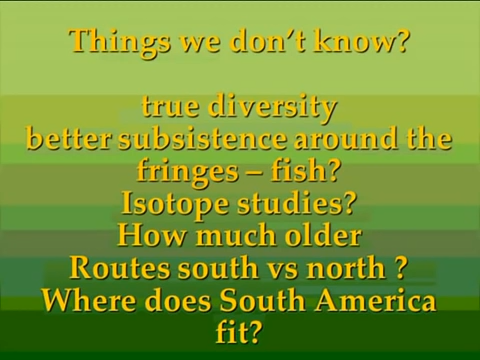 Things we don't know?
true diversity
better subsistence around the
fringes – fish?
Isotope studies?
How much older
Routes south vs north ?
Where does South America
fit?